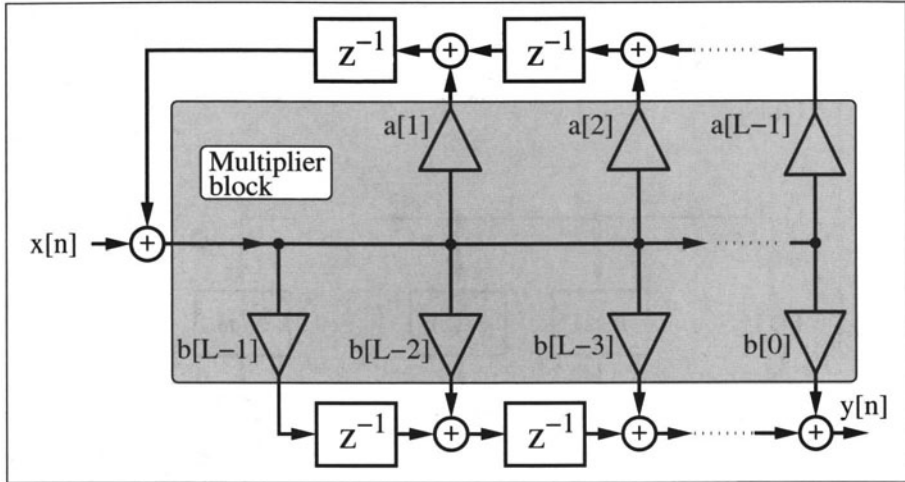 z⁻¹ + z⁻¹ +
a[1] a[2] a[L−1]
Multiplier
block
x[n] +
b[L−1] b[L−2] b[L−3] b[0]
y[n]
z⁻¹ + z⁻¹ + +